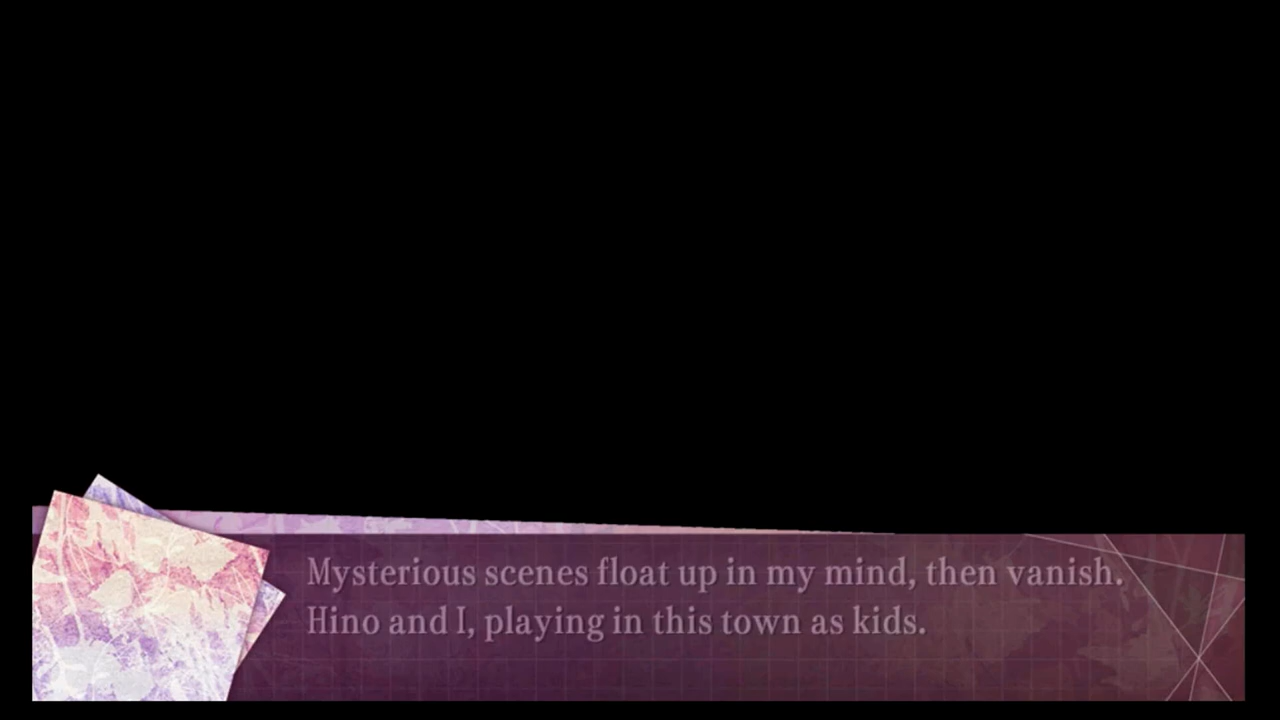 Mysterious scenes float up in my mind, then vanish.
Hino and I, playing in this town as kids.